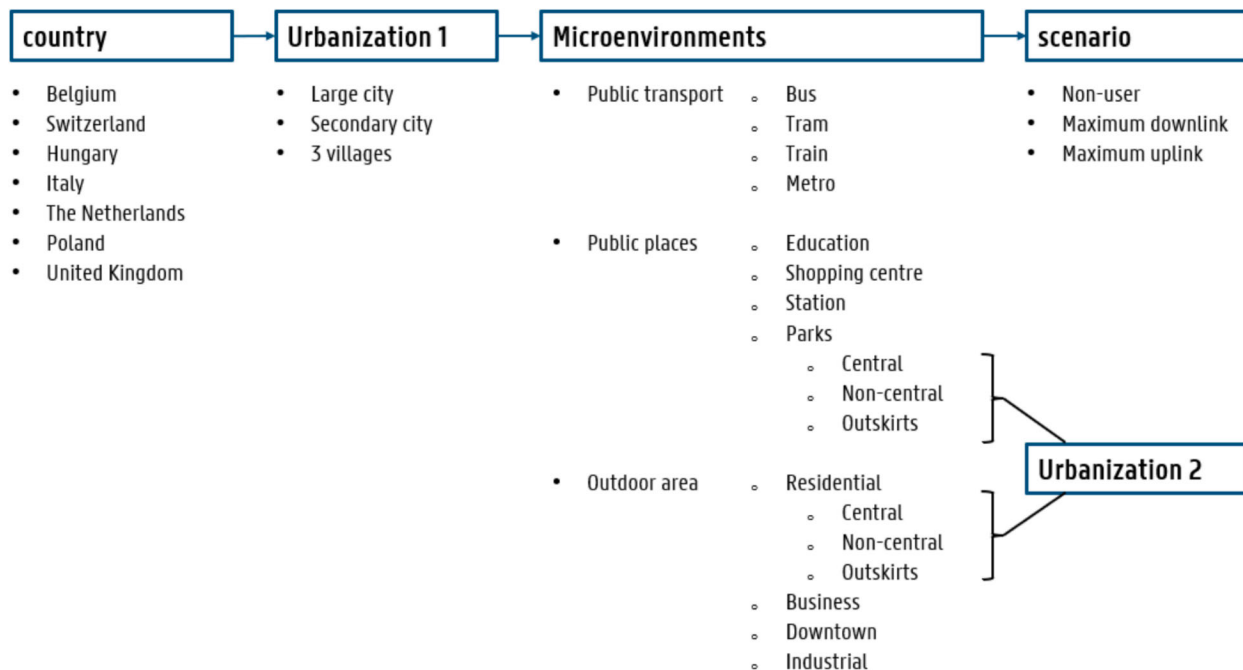 country
Urbanization 1
Microenvironments
scenario
• Belgium
• Switzerland
• Hungary
• Italy
• The Netherlands
• Poland
• United Kingdom
• Large city
• Secondary city
• 3 villages
• Public transport
o Bus
o Tram
o Train
o Metro
• Public places
o Education
o Shopping centre
o Station
o Parks
o Central
o Non-central
o Outskirts
• Outdoor area
o Residential
o Central
o Non-central
o Outskirts
o Business
o Downtown
o Industrial
• Non-user
• Maximum downlink
• Maximum uplink
Urbanization 2